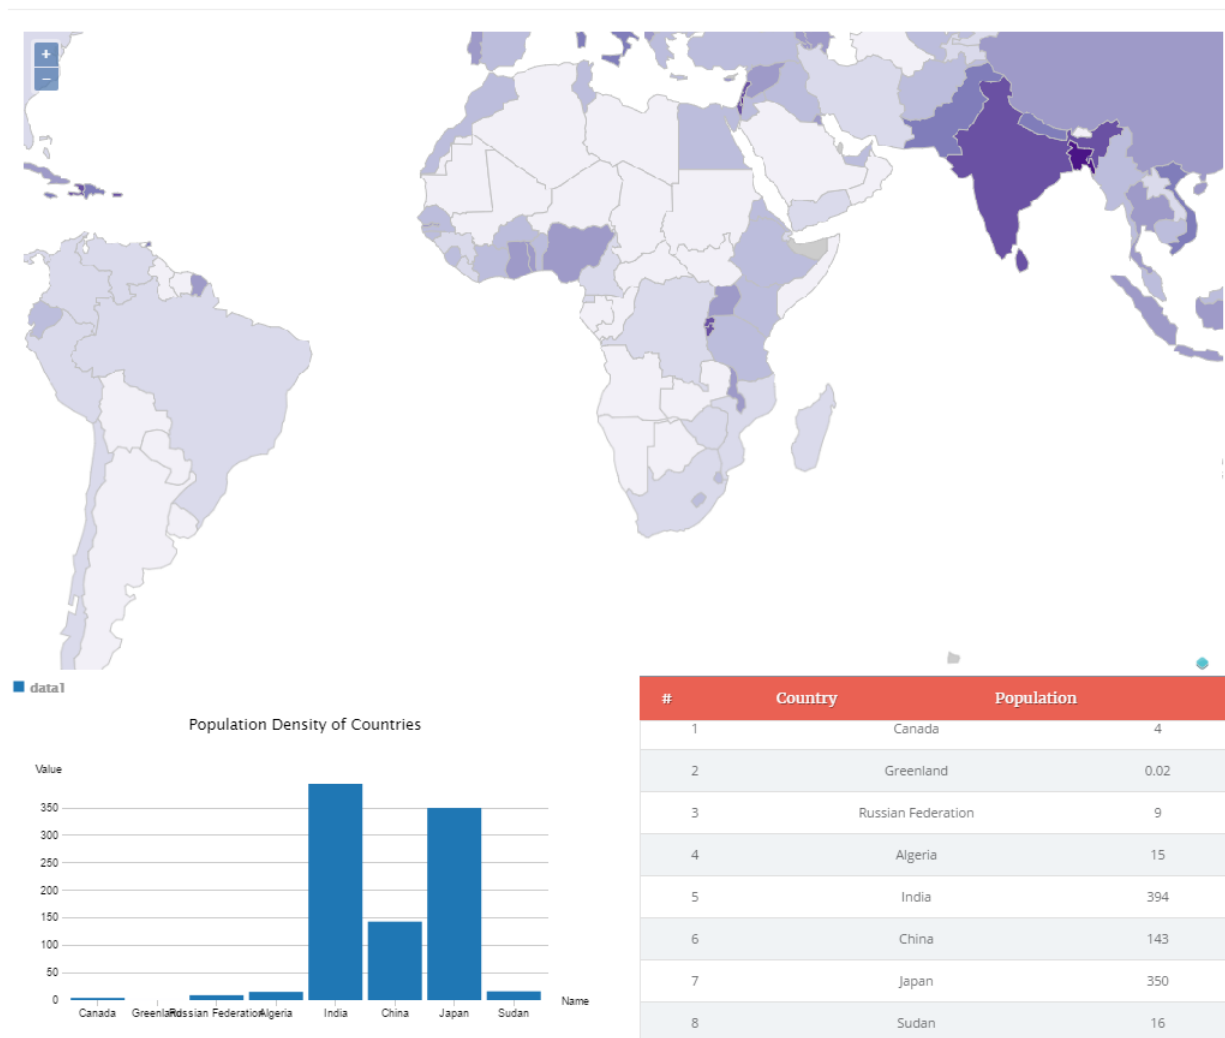 +
−
data1
Population Density of Countries
Value
350
300
250
200
150
100
50
0
Canada Greenland Russian Federation Algeria India China Japan Sudan
Name
# Country Population
1 Canada 4
2 Greenland 0.02
3 Russian Federation 9
4 Algeria 15
5 India 394
6 China 143
7 Japan 350
8 Sudan 16